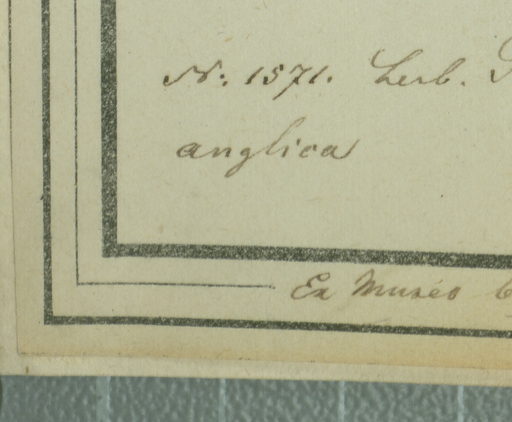 N: 1571. herb.
anglica
Ex Museo